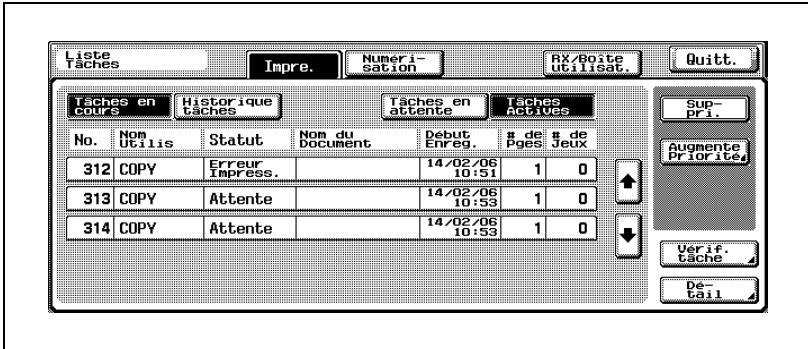 Liste
Tâches
Impre.
Numéri-
sation
RX/Boîte
utilisat.
Quitt.
Tâches en
cours
Historique
tâches
Tâches en
attente
Tâches
Actives
Sup-
pri.
No. Nom
Utilis Statut Nom du
Document Début
Enreg. # de
Pges # de
Jeux
Augmente
Priorité
312 COPY Erreur
Impress. 14/02/06
10:51 1 0
313 COPY Attente 14/02/06
10:53 1 0
314 COPY Attente 14/02/06
10:53 1 0
Vérif.
tâche
Dé-
tail